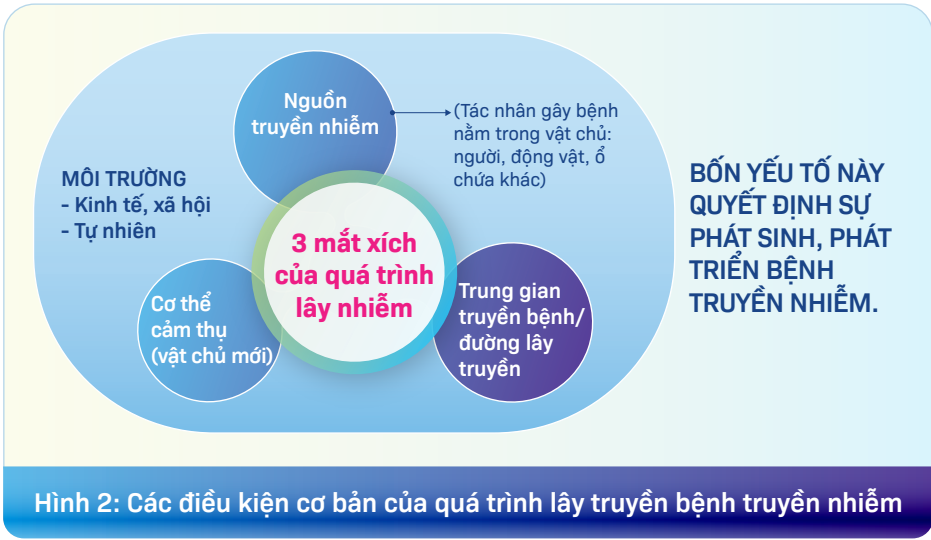 Nguồn
truyền nhiễm
(Tác nhân gây bệnh
nằm trong vật chủ:
người, động vật, ổ
chứa khác)
MÔI TRƯỜNG
- Kinh tế, xã hội
- Tự nhiên
3 mắt xích
của quá trình
lây nhiễm
Cơ thể
cảm thụ
(vật chủ mới)
Trung gian
truyền bệnh/
đường lây
truyền
BỐN YẾU TỐ NÀY
QUYẾT ĐỊNH SỰ
PHÁT SINH, PHÁT
TRIỂN BỆNH
TRUYỀN NHIỄM.
Hình 2: Các điều kiện cơ bản của quá trình lây truyền bệnh truyền nhiễm